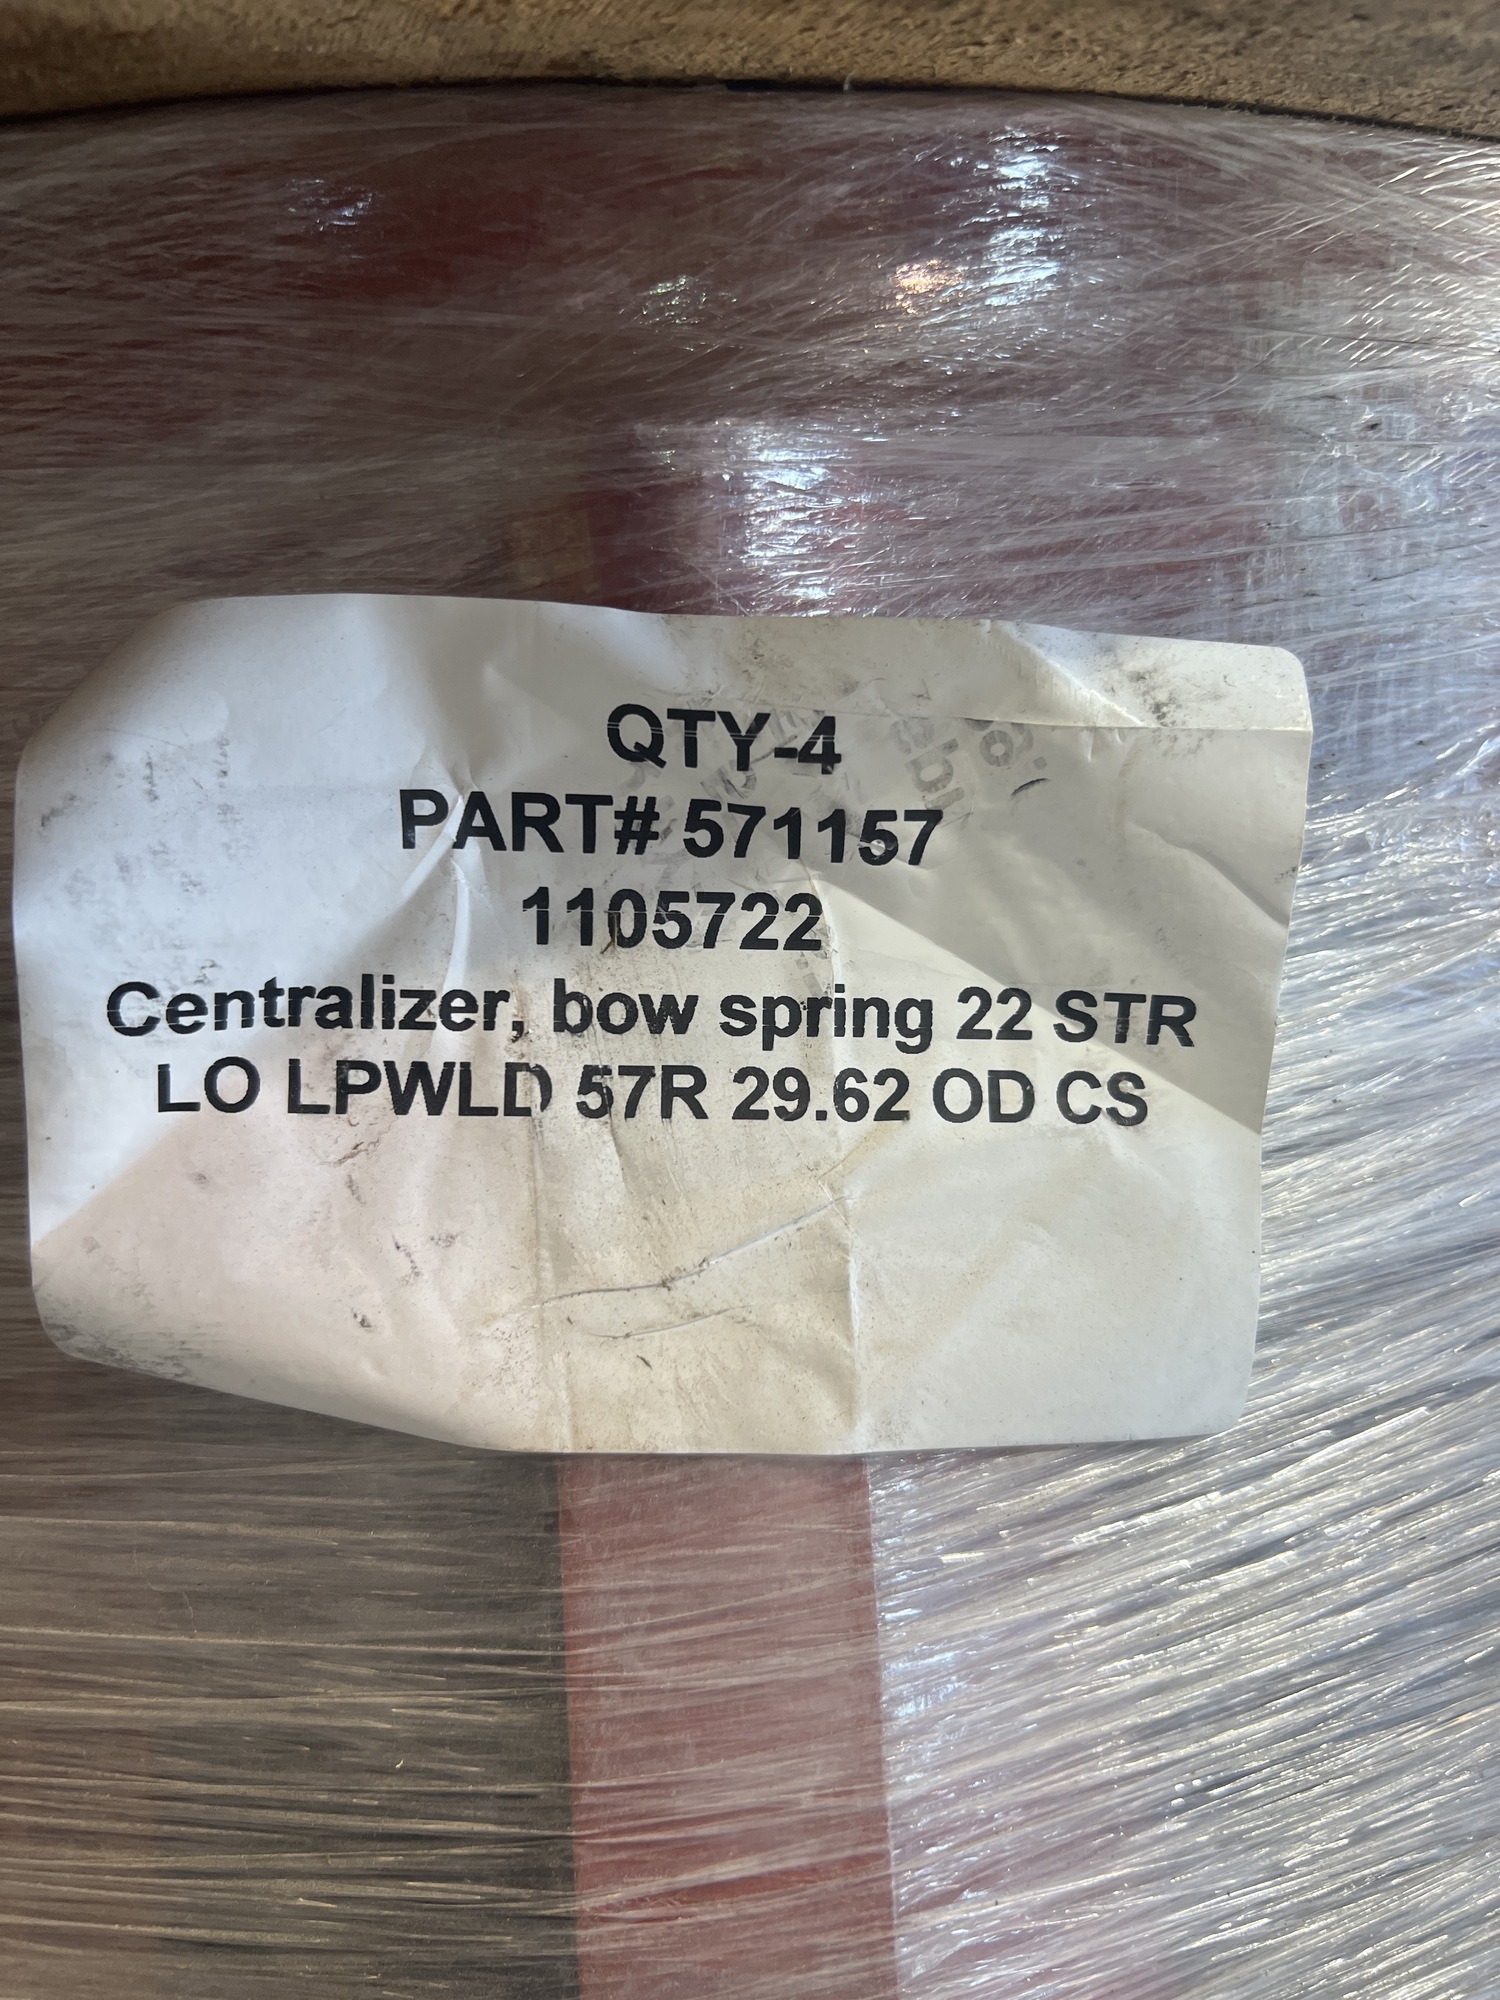 QTY-4
PART# 571157
1105722
Centralizer, bow spring 22 STR
LO LPWLD 57R 29.62 OD CS